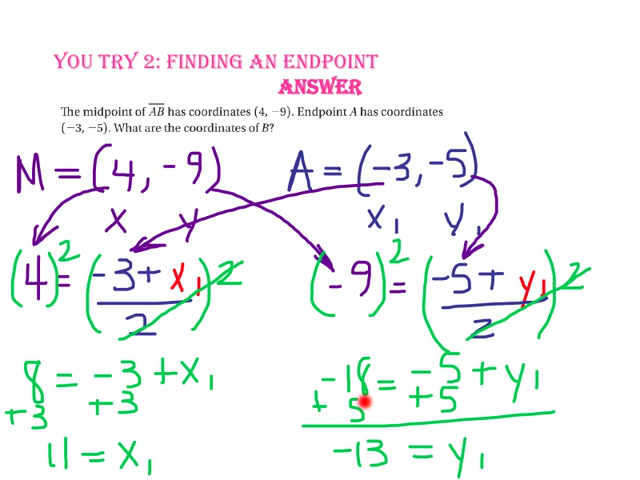 YOU TRY 2: FINDING AN ENDPOINT
ANSWER
The midpoint of AB has coordinates (4, −9). Endpoint A has coordinates
(−3, −5). What are the coordinates of B?
M = (4, -9) A = (-3, -5)
x y x₁ y₁
(4)² = (-3 + x₁ / 2)2 (-9)² = (-5 + y₁ / 2)2
8 = -3 + x₁ -18 = -5 + y₁
+3 +3 + 5 +5
11 = x₁ -13 = y₁